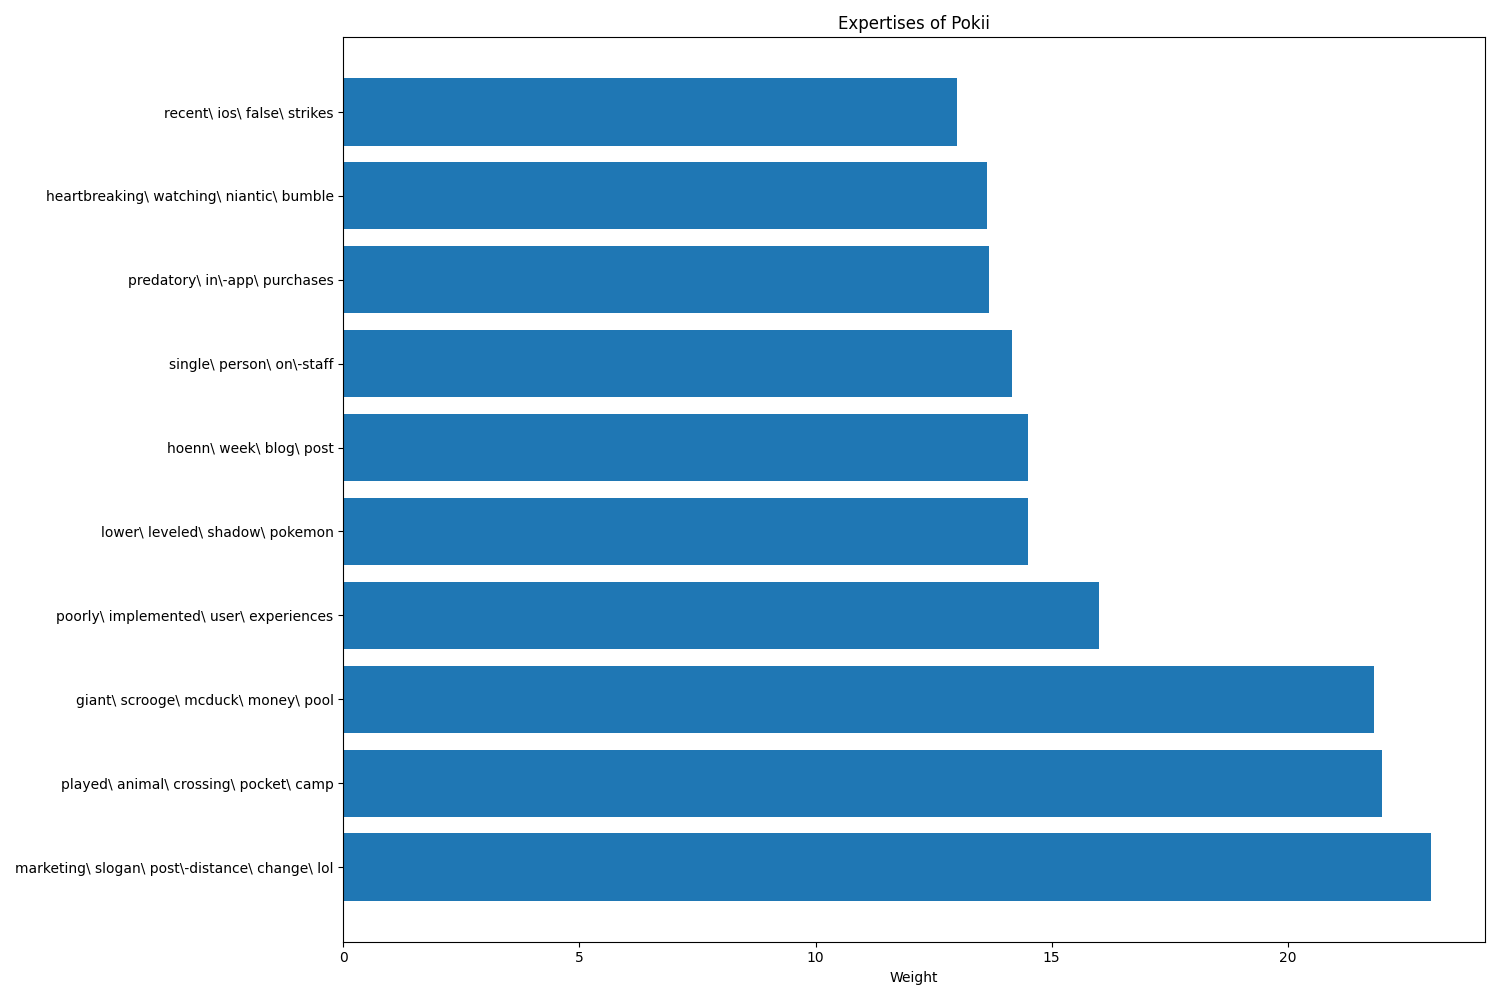 Expertises of Pokii
recent\ ios\ false\ strikes
heartbreaking\ watching\ niantic\ bumble
predatory\ in\-app\ purchases
single\ person\ on\-staff
hoenn\ week\ blog\ post
lower\ leveled\ shadow\ pokemon
poorly\ implemented\ user\ experiences
giant\ scrooge\ mcduck\ money\ pool
played\ animal\ crossing\ pocket\ camp
marketing\ slogan\ post\-distance\ change\ lol
0 5 10 15 20
Weight